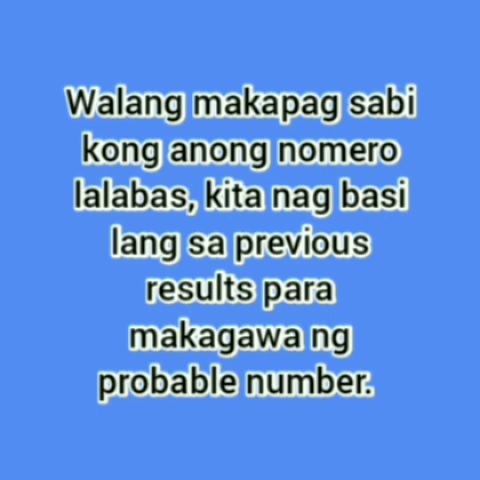 Walang makapag sabi
kong anong nomero
lalabas, kita nag basi
lang sa previous
results para
makagawa ng
probable number.